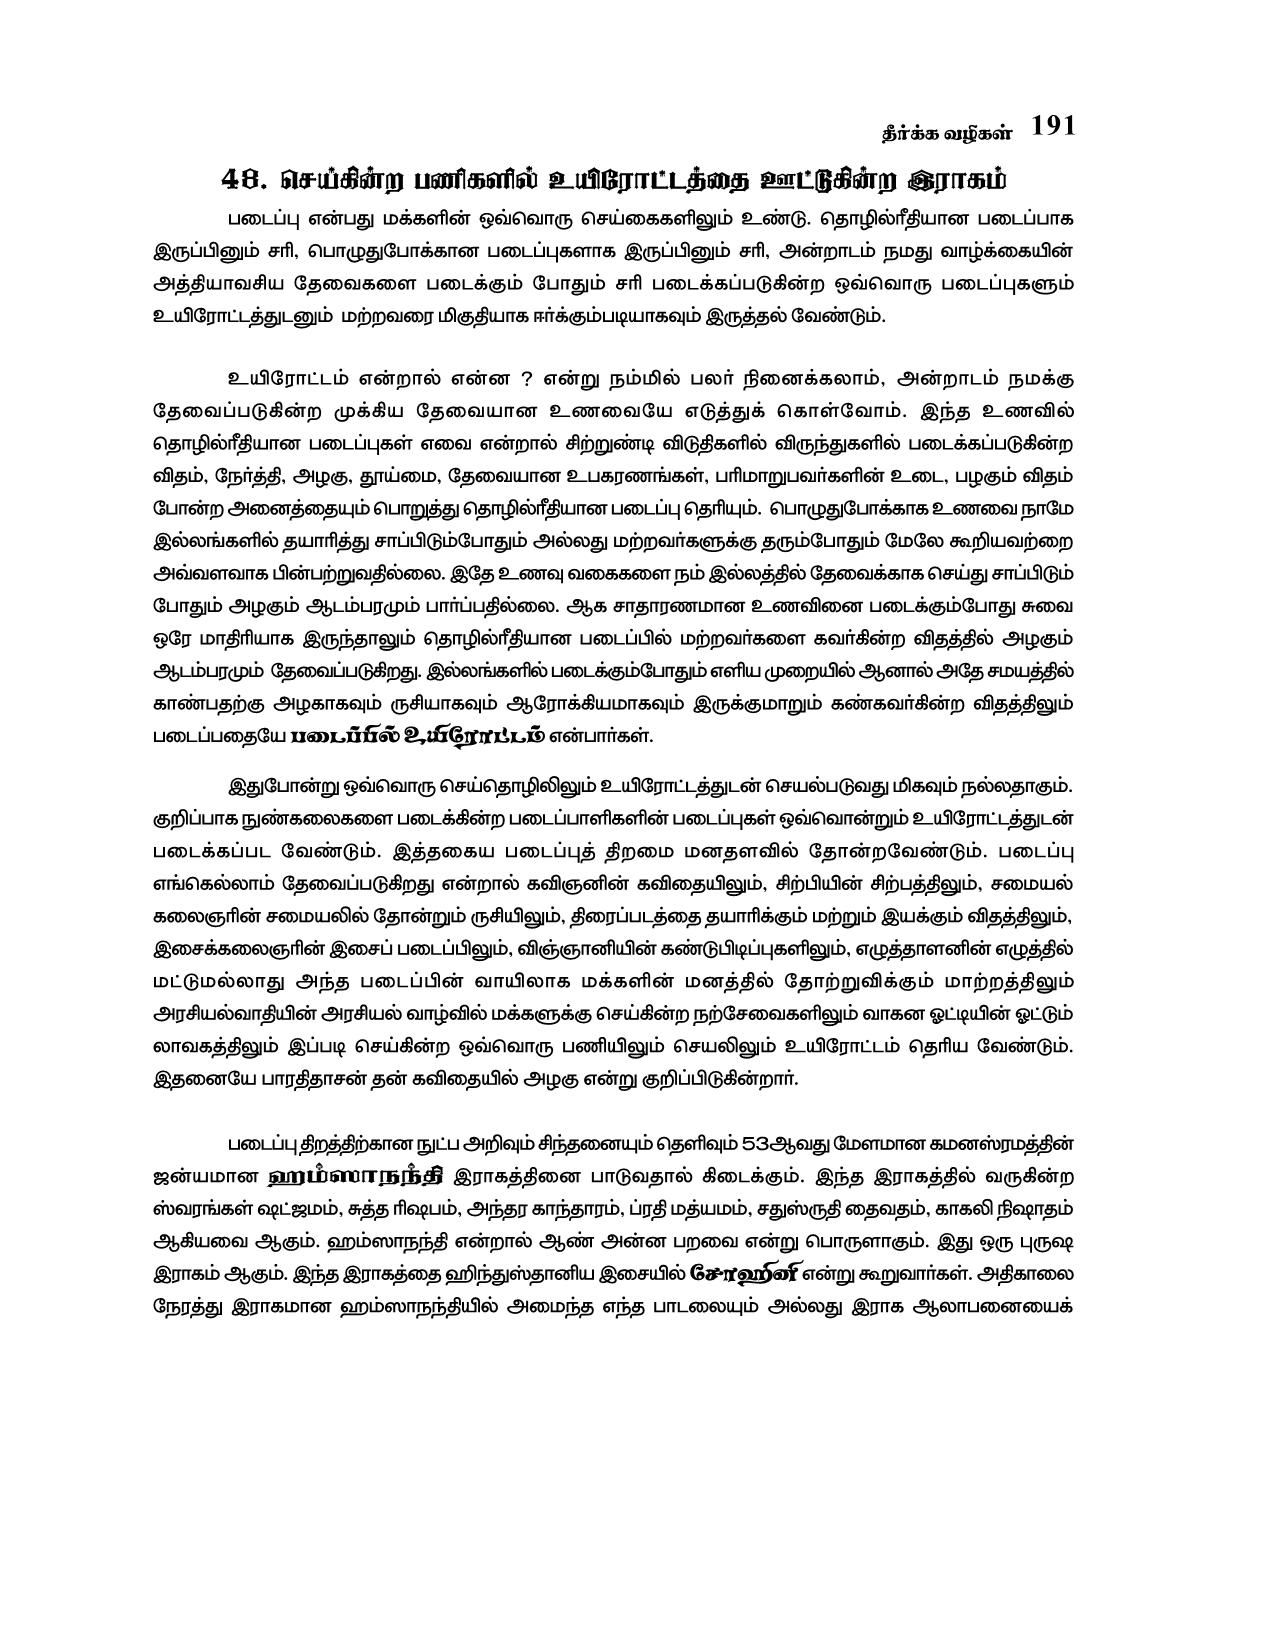 தீர்க்க வழிகள் 191
48. செய்கின்ற பணிகளில் உயிரோட்டத்தை ஊட்டுகின்ற இராகம்
படைப்பு என்பது மக்களின் ஒவ்வொரு செய்கைகளிலும் உண்டு. தொழில்ரீதியான படைப்பாக
இருப்பினும் சரி, பொழுதுபோக்கான படைப்புகளாக இருப்பினும் சரி, அன்றாடம் நமது வாழ்க்கையின்
அத்தியாவசிய தேவைகளை படைக்கும் போதும் சரி படைக்கப்படுகின்ற ஒவ்வொரு படைப்புகளும்
உயிரோட்டத்துடனும் மற்றவரை மிகுதியாக ஈர்க்கும்படியாகவும் இருத்தல் வேண்டும்.
உயிரோட்டம் என்றால் என்ன ? என்று நம்மில் பலர் நினைக்கலாம், அன்றாடம் நமக்கு
தேவைப்படுகின்ற முக்கிய தேவையான உணவையே எடுத்துக் கொள்வோம். இந்த உணவில்
தொழில்ரீதியான படைப்புகள் எவை என்றால் சிற்றுண்டி விடுதிகளில் விருந்துகளில் படைக்கப்படுகின்ற
விதம், நேர்த்தி, அழகு, தூய்மை, தேவையான உபகரணங்கள், பரிமாறுபவர்களின் உடை, பழகும் விதம்
போன்ற அனைத்தையும் பொறுத்து தொழில்ரீதியான படைப்பு தெரியும். பொழுதுபோக்காக உணவை நாமே
இல்லங்களில் தயாரித்து சாப்பிடும்போதும் அல்லது மற்றவர்களுக்கு தரும்போதும் மேலே கூறியவற்றை
அவ்வளவாக பின்பற்றுவதில்லை. இதே உணவு வகைகளை நம் இல்லத்தில் தேவைக்காக செய்து சாப்பிடும்
போதும் அழகும் ஆடம்பரமும் பார்ப்பதில்லை. ஆக சாதாரணமான உணவினை படைக்கும்போது சுவை
ஒரே மாதிரியாக இருந்தாலும் தொழில்ரீதியான படைப்பில் மற்றவர்களை கவர்கின்ற விதத்தில் அழகும்
ஆடம்பரமும் தேவைப்படுகிறது. இல்லங்களில் படைக்கும்போதும் எளிய முறையில் ஆனால் அதே சமயத்தில்
காண்பதற்கு அழகாகவும் ருசியாகவும் ஆரோக்கியமாகவும் இருக்குமாறும் கண்கவர்கின்ற விதத்திலும்
படைப்பதையே படைப்பில் உயிரோட்டம் என்பார்கள்.
இதுபோன்று ஒவ்வொரு செய்தொழிலிலும் உயிரோட்டத்துடன் செயல்படுவது மிகவும் நல்லதாகும்.
குறிப்பாக நுண்கலைகளை படைக்கின்ற படைப்பாளிகளின் படைப்புகள் ஒவ்வொன்றும் உயிரோட்டத்துடன்
படைக்கப்பட வேண்டும். இத்தகைய படைப்புத் திறமை மனதளவில் தோன்றவேண்டும். படைப்பு
எங்கெல்லாம் தேவைப்படுகிறது என்றால் கவிஞனின் கவிதையிலும், சிற்பியின் சிற்பத்திலும், சமையல்
கலைஞரின் சமையலில் தோன்றும் ருசியிலும், திரைப்படத்தை தயாரிக்கும் மற்றும் இயக்கும் விதத்திலும்,
இசைக்கலைஞரின் இசைப் படைப்பிலும், விஞ்ஞானியின் கண்டுபிடிப்புகளிலும், எழுத்தாளனின் எழுத்தில்
மட்டுமல்லாது அந்த படைப்பின் வாயிலாக மக்களின் மனத்தில் தோற்றுவிக்கும் மாற்றத்திலும்
அரசியல்வாதியின் அரசியல் வாழ்வில் மக்களுக்கு செய்கின்ற நற்சேவைகளிலும் வாகன ஓட்டியின் ஓட்டும்
லாவகத்திலும் இப்படி செய்கின்ற ஒவ்வொரு பணியிலும் செயலிலும் உயிரோட்டம் தெரிய வேண்டும்.
இதனையே பாரதிதாசன் தன் கவிதையில் அழகு என்று குறிப்பிடுகின்றார்.
படைப்பு திறத்திற்கான நுட்ப அறிவும் சிந்தனையும் தெளிவும் 53ஆவது மேளமான கமனஸ்ரமத்தின்
ஜன்யமான ஹம்ஸாநந்தி இராகத்தினை பாடுவதால் கிடைக்கும். இந்த இராகத்தில் வருகின்ற
ஸ்வரங்கள் ஷட்ஜமம், சுத்த ரிஷபம், அந்தர காந்தாரம், ப்ரதி மத்யமம், சதுஸ்ருதி தைவதம், காகலி நிஷாதம்
ஆகியவை ஆகும். ஹம்ஸாநந்தி என்றால் ஆண் அன்ன பறவை என்று பொருளாகும். இது ஒரு புருஷ
இராகம் ஆகும். இந்த இராகத்தை ஹிந்துஸ்தானிய இசையில் சோஹினி என்று கூறுவார்கள். அதிகாலை
நேரத்து இராகமான ஹம்ஸாநந்தியில் அமைந்த எந்த பாடலையும் அல்லது இராக ஆலாபனையைக்